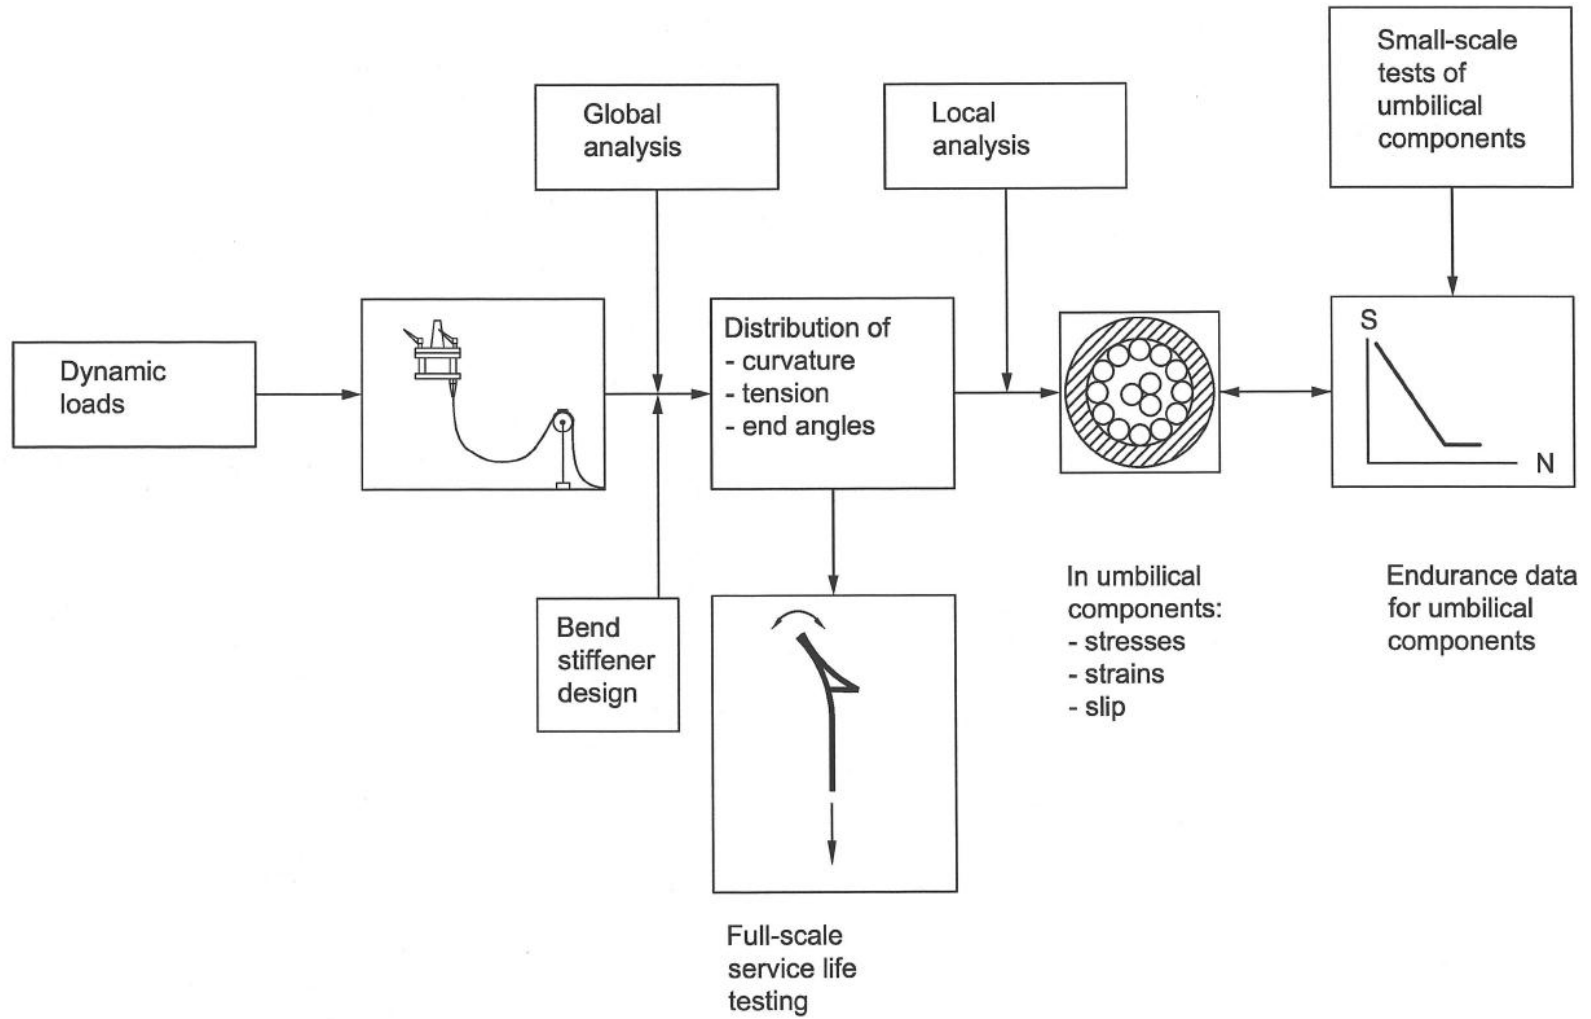 Small-scale
tests of
umbilical
components
Global
analysis
Local
analysis
Dynamic
loads
Distribution of
- curvature
- tension
- end angles
S
N
Bend
stiffener
design
In umbilical
components:
- stresses
- strains
- slip
Endurance data
for umbilical
components
Full-scale
service life
testing